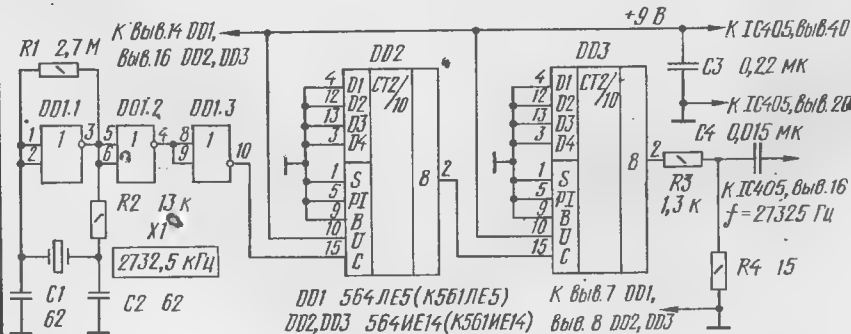 К выв.14 DD1,
выв.16 DD2, DD3
+9 В
К IC405, выв.40
R1 2,7 М
C3 0,22 мк
К IC405, выв.20
DD1.1
1
1
2
3
DD1.2
1
5
6
4
DD1.3
1
8
9
10
DD2
CT2/
10
4 D1
12 D2
13 D3
3 D4
1 S
5 PI
9 B
10 U
15 C
8
2
DD3
CT2/
10
4 D1
12 D2
13 D3
3 D4
1 S
5 PI
9 B
10 U
15 C
8
2
C4
0,015 мк
R3
1,3 к
К IC405, выв.16
f = 27325 Гц
R4 15
R2 13 к
X1
2732,5 кГц
C1
62
C2 62
DD1 564ЛЕ5(К561ЛЕ5)
DD2,DD3 564ИЕ14(К561ИЕ14)
К выв.7 DD1,
выв. 8 DD2, DD3